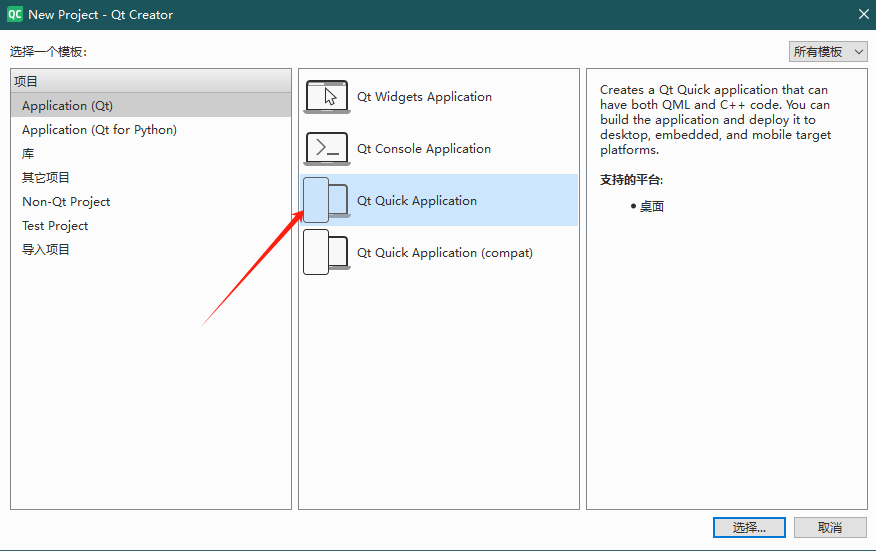 QC New Project - Qt Creator
选择一个模板:
所有模板
项目
Application (Qt)
Application (Qt for Python)
库
其它项目
Non-Qt Project
Test Project
导入项目
Qt Widgets Application
Qt Console Application
Qt Quick Application
Qt Quick Application (compat)
Creates a Qt Quick application that can
have both QML and C++ code. You can
build the application and deploy it to
desktop, embedded, and mobile target
platforms.
支持的平台:
• 桌面
选择...
取消